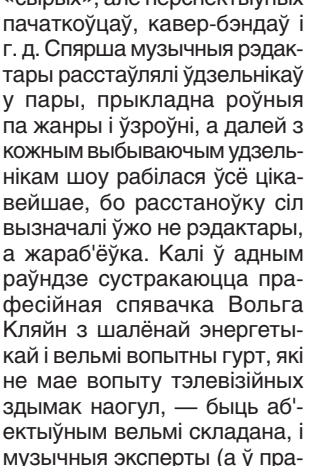 «сырых», але перспектыўных
пачаткоўцаў, кавер-бэндаў і
г. д. Спярша музычныя рэдак-
тары расстаўлялі ўдзельнікаў
у пары, прыкладна роўныя
па жанры і ўзроўні, а далей з
кожным выбываючым удзель-
нікам шоу рабілася ўсё ціка-
вейшае, бо расстаноўку сіл
вызначалі ўжо не рэдактары,
а жараб'ёўка. Калі ў адным
раўндзе сустракаюцца пра-
фесійная спявачка Вольга
Кляйн з шалёнай энергеты-
кай і вельмі вопытны гурт, які
не мае вопыту тэлевізійных
здымак наогул, — быць аб'-
ектыўным вельмі складана, і
музычныя эксперты (а ў пра-